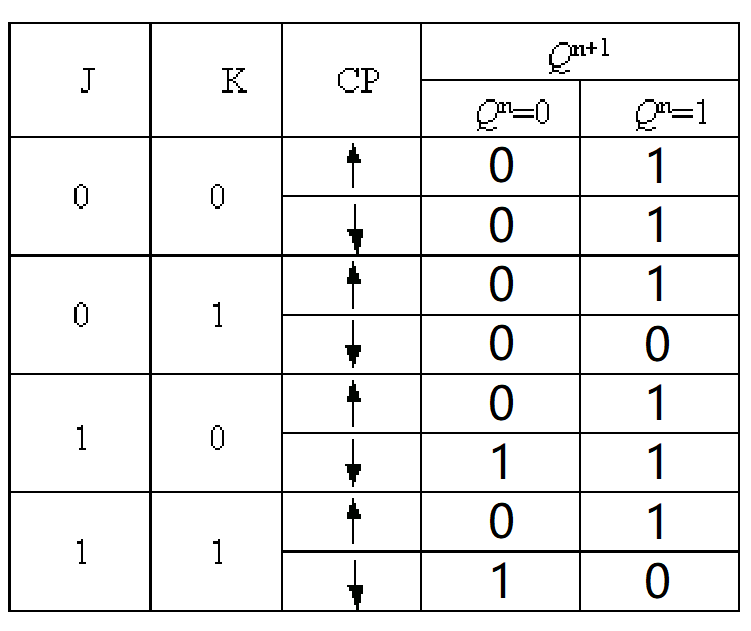 J K CP Qⁿ⁺¹
Qⁿ=0 Qⁿ=1
0 0 ↑ 0 1
↓ 0 1
0 1 ↑ 0 1
↓ 0 0
1 0 ↑ 0 1
↓ 1 1
1 1 ↑ 0 1
↓ 1 0